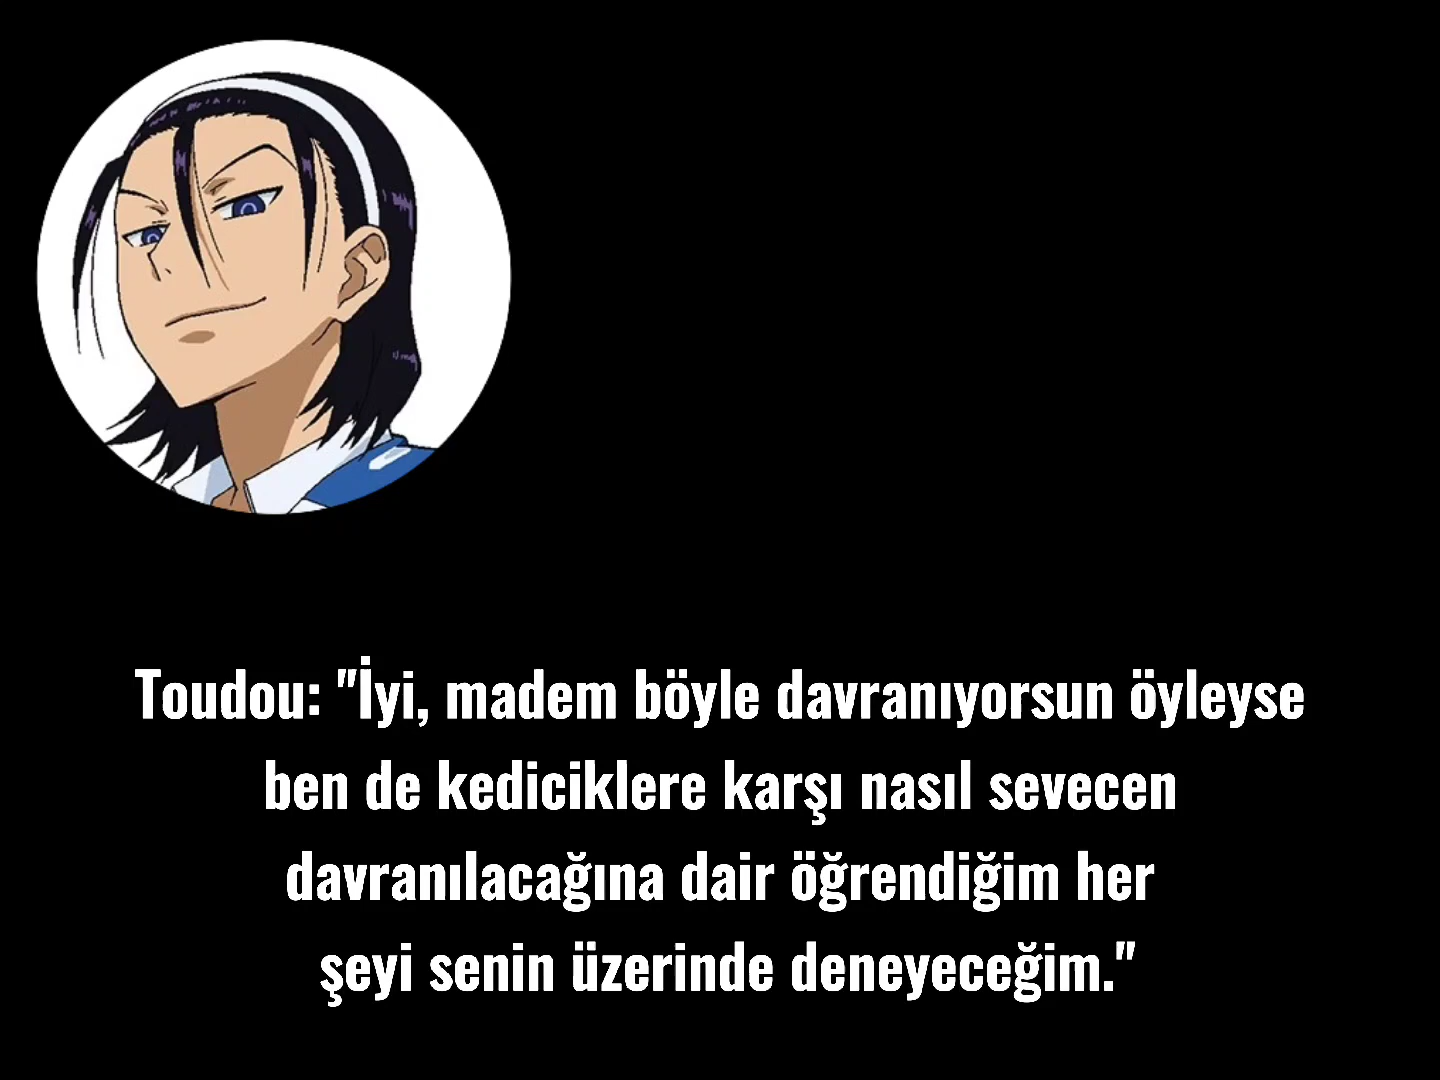 Toudou: "İyi, madem böyle davranıyorsun öyleyse
ben de kediciklere karşı nasıl sevecen
davranılacağına dair öğrendiğim her
şeyi senin üzerinde deneyeceğim."